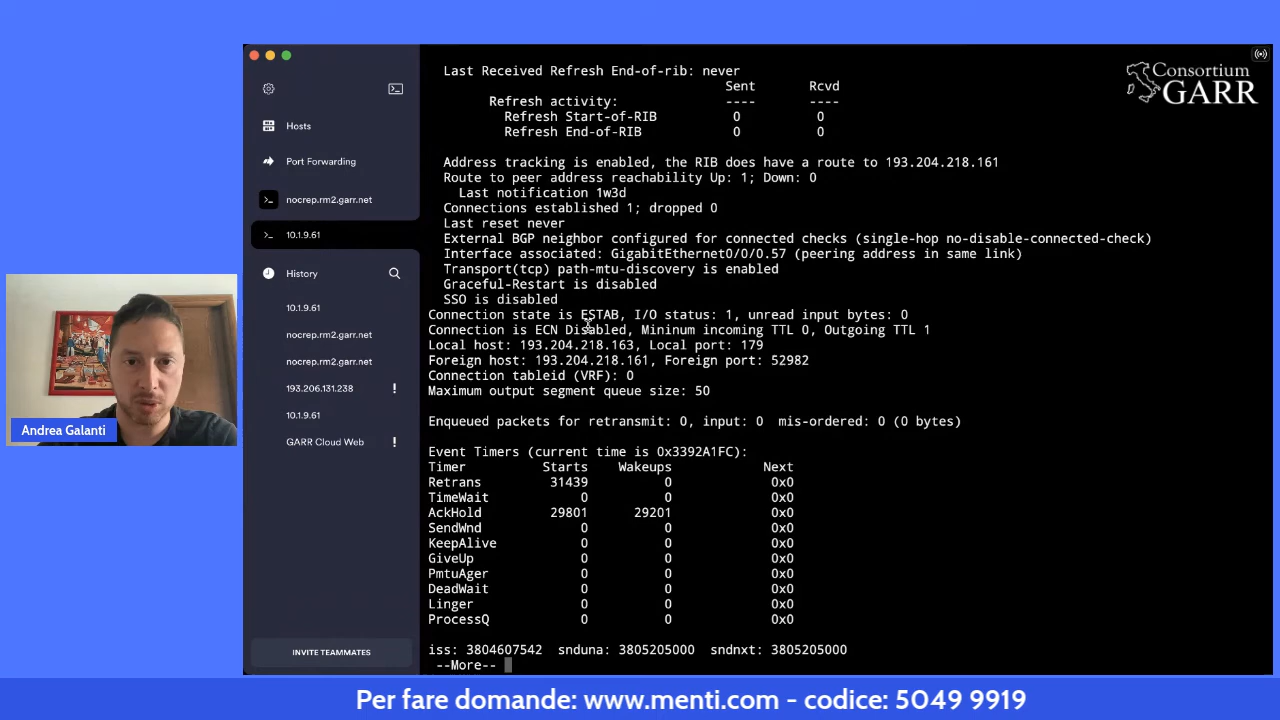 Consortium
GARR
Hosts
Port Forwarding
nocrep.rm2.garr.net
10.1.9.61
History
10.1.9.61
nocrep.rm2.garr.net
nocrep.rm2.garr.net
193.206.131.238 !
10.1.9.61
GARR Cloud Web !
INVITE TEAMMATES
Last Received Refresh End-of-rib: never
Sent Rcvd
Refresh activity: ---- ----
Refresh Start-of-RIB 0 0
Refresh End-of-RIB 0 0
Address tracking is enabled, the RIB does have a route to 193.204.218.161
Route to peer address reachability Up: 1; Down: 0
Last notification 1w3d
Connections established 1; dropped 0
Last reset never
External BGP neighbor configured for connected checks (single-hop no-disable-connected-check)
Interface associated: GigabitEthernet0/0/0.57 (peering address in same link)
Transport(tcp) path-mtu-discovery is enabled
Graceful-Restart is disabled
SSO is disabled
Connection state is ESTAB, I/O status: 1, unread input bytes: 0
Connection is ECN Disabled, Mininum incoming TTL 0, Outgoing TTL 1
Local host: 193.204.218.163, Local port: 179
Foreign host: 193.204.218.161, Foreign port: 52982
Connection tableid (VRF): 0
Maximum output segment queue size: 50
Enqueued packets for retransmit: 0, input: 0 mis-ordered: 0 (0 bytes)
Event Timers (current time is 0x3392A1FC):
Timer Starts Wakeups Next
Retrans 31439 0 0x0
TimeWait 0 0 0x0
AckHold 29801 29201 0x0
SendWnd 0 0 0x0
KeepAlive 0 0 0x0
GiveUp 0 0 0x0
PmtuAger 0 0 0x0
DeadWait 0 0 0x0
Linger 0 0 0x0
ProcessQ 0 0 0x0
iss: 3804607542 snduna: 3805205000 sndnxt: 3805205000
--More--
Andrea Galanti
Per fare domande: www.menti.com - codice: 5049 9919